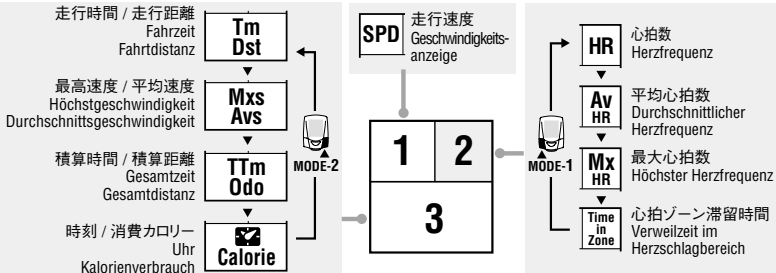 走行時間 / 走行距離
Fahrzeit
Fahrtdistanz
Tm
Dst
最高速度 / 平均速度
Höchstgeschwindigkeit
Durchschnittsgeschwindigkeit
Mxs
Avs
積算時間 / 積算距離
Gesamtzeit
Gesamtdistanz
TTm
Odo
時刻 / 消費カロリー
Uhr
Kalorienverbrauch
Calorie
MODE-2
SPD
走行速度
Geschwindigkeits-
anzeige
1
2
3
MODE-1
HR
心拍数
Herzfrequenz
Av
HR
平均心拍数
Durchschnittlicher
Herzfrequenz
Mx
HR
最大心拍数
Höchster Herzfrequenz
Time
in
Zone
心拍ゾーン滞留時間
Verweilzeit im
Herzschlagbereich